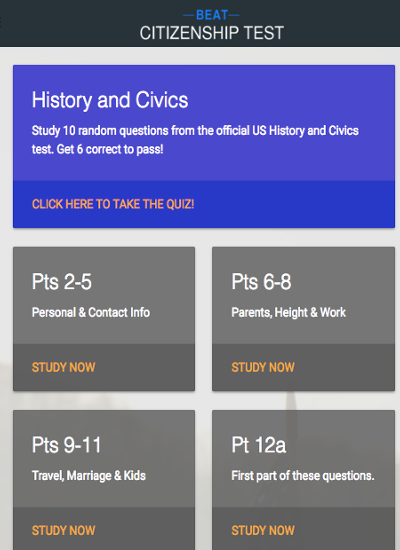 BEAT
CITIZENSHIP TEST
History and Civics
Study 10 random questions from the official US History and Civics
test. Get 6 correct to pass!
CLICK HERE TO TAKE THE QUIZ!
Pts 2-5
Personal & Contact Info
STUDY NOW
Pts 6-8
Parents, Height & Work
STUDY NOW
Pts 9-11
Travel, Marriage & Kids
STUDY NOW
Pt 12a
First part of these questions.
STUDY NOW